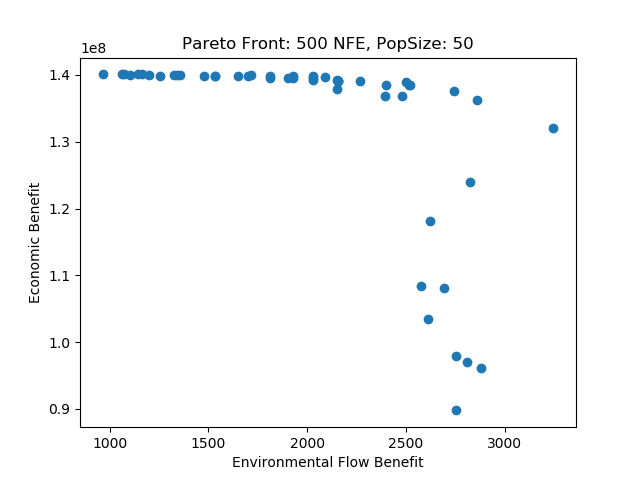 Pareto Front: 500 NFE, PopSize: 50
1e8
1.4
1.3
1.2
1.1
1.0
0.9
Economic Benefit
1000 1500 2000 2500 3000
Environmental Flow Benefit